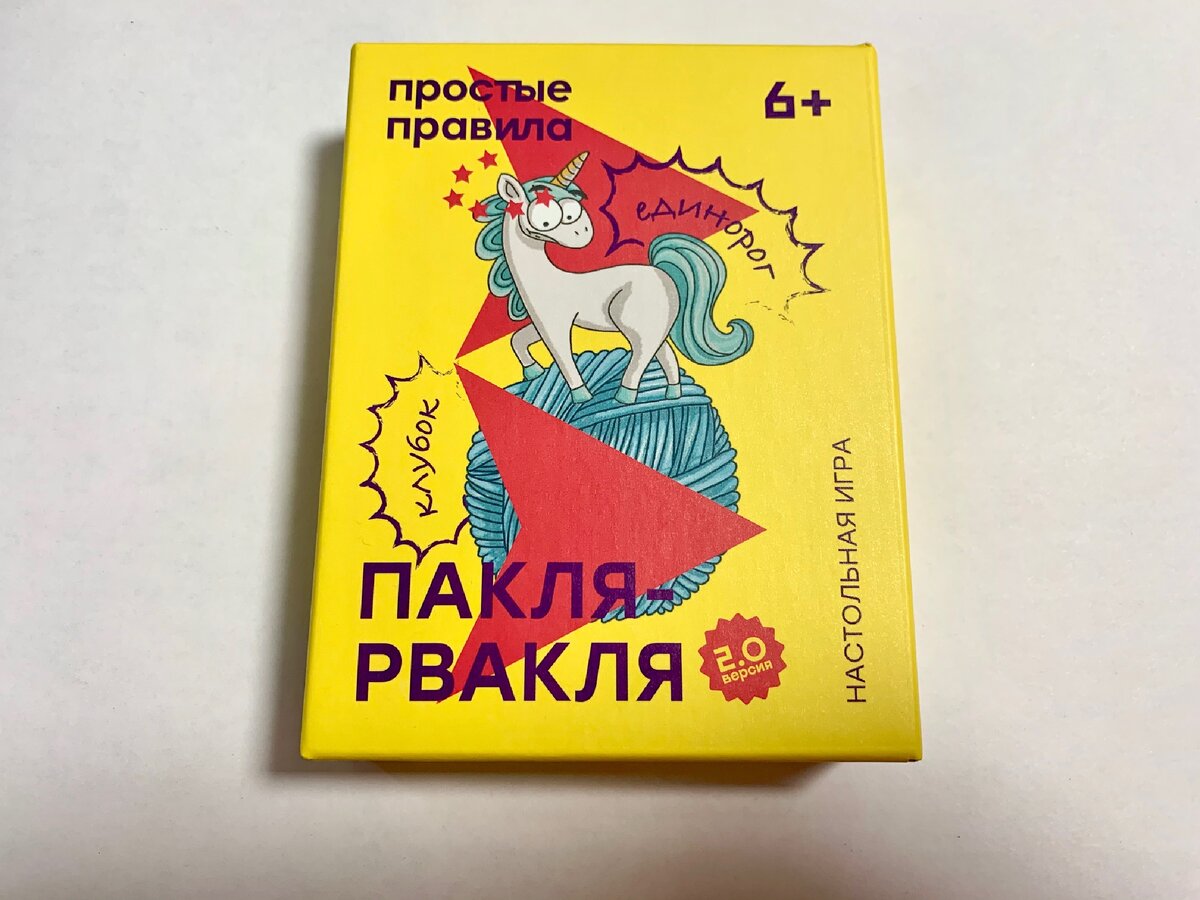 простые
правила
6+
единорог
клубок
ПАКЛЯ-
РВАКЛЯ
2.0
версия
НАСТОЛЬНАЯ ИГРА